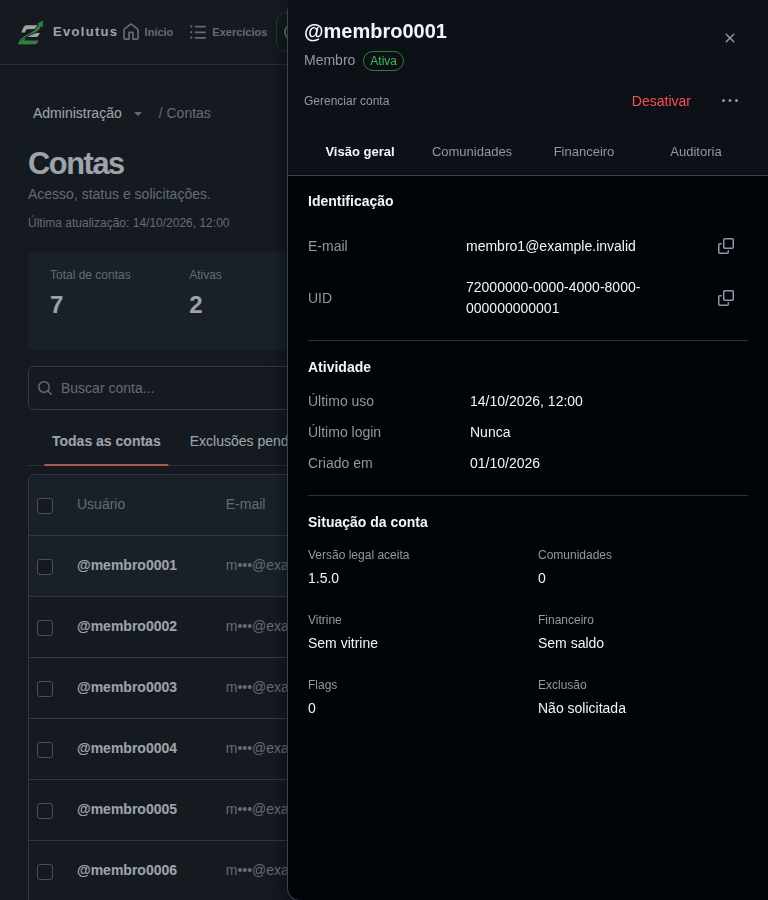 Evolutus
Início
Exercícios
Administração
/ Contas
Contas
Acesso, status e solicitações.
Última atualização: 14/10/2026, 12:00
Total de contas
Ativas
7
2
Buscar conta...
Todas as contas
Exclusões pend
Usuário
E-mail
@membro0001
m•••@exa
@membro0002
m•••@exa
@membro0003
m•••@exa
@membro0004
m•••@exa
@membro0005
m•••@exa
@membro0006
m•••@exa
@membro0001
Membro
Ativa
Gerenciar conta
Desativar
Visão geral
Comunidades
Financeiro
Auditoria
Identificação
E-mail
membro1@example.invalid
UID
72000000-0000-4000-8000-
000000000001
Atividade
Último uso
14/10/2026, 12:00
Último login
Nunca
Criado em
01/10/2026
Situação da conta
Versão legal aceita
Comunidades
1.5.0
0
Vitrine
Financeiro
Sem vitrine
Sem saldo
Flags
Exclusão
0
Não solicitada